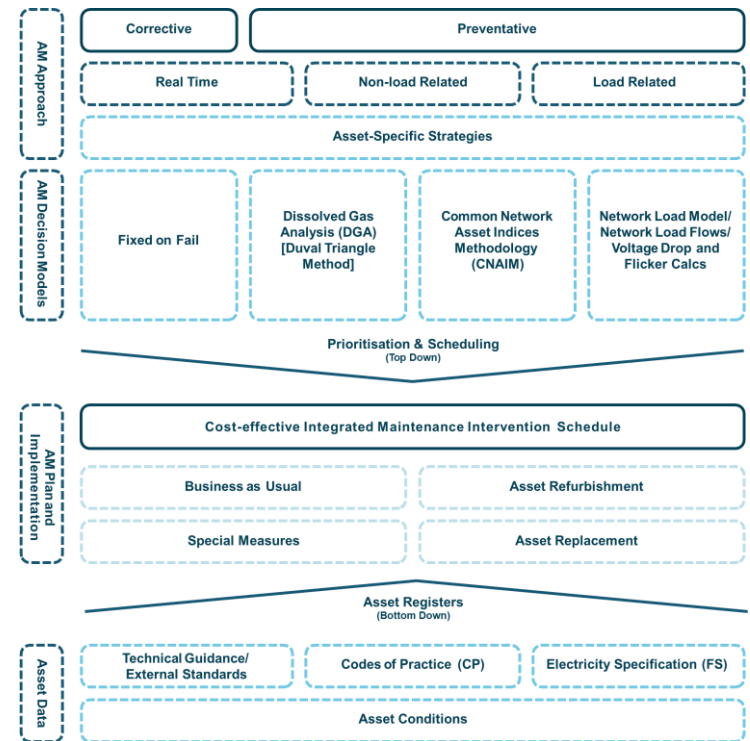 AM Approach
Corrective
Preventative
Real Time
Non-load Related
Load Related
Asset-Specific Strategies
AM Decision Models
Fixed on Fail
Dissolved Gas
Analysis (DGA)
[Duval Triangle
Method]
Common Network
Asset Indices
Methodology
(CNAIM)
Network Load Model/
Network Load Flows/
Voltage Drop and
Flicker Calcs
Prioritisation & Scheduling
(Top Down)
AM Plan and
Implementation
Cost-effective Integrated Maintenance Intervention Schedule
Business as Usual
Asset Refurbishment
Special Measures
Asset Replacement
Asset Registers
(Bottom Down)
Asset Data
Technical Guidance/
External Standards
Codes of Practice (CP)
Electricity Specification (FS)
Asset Conditions